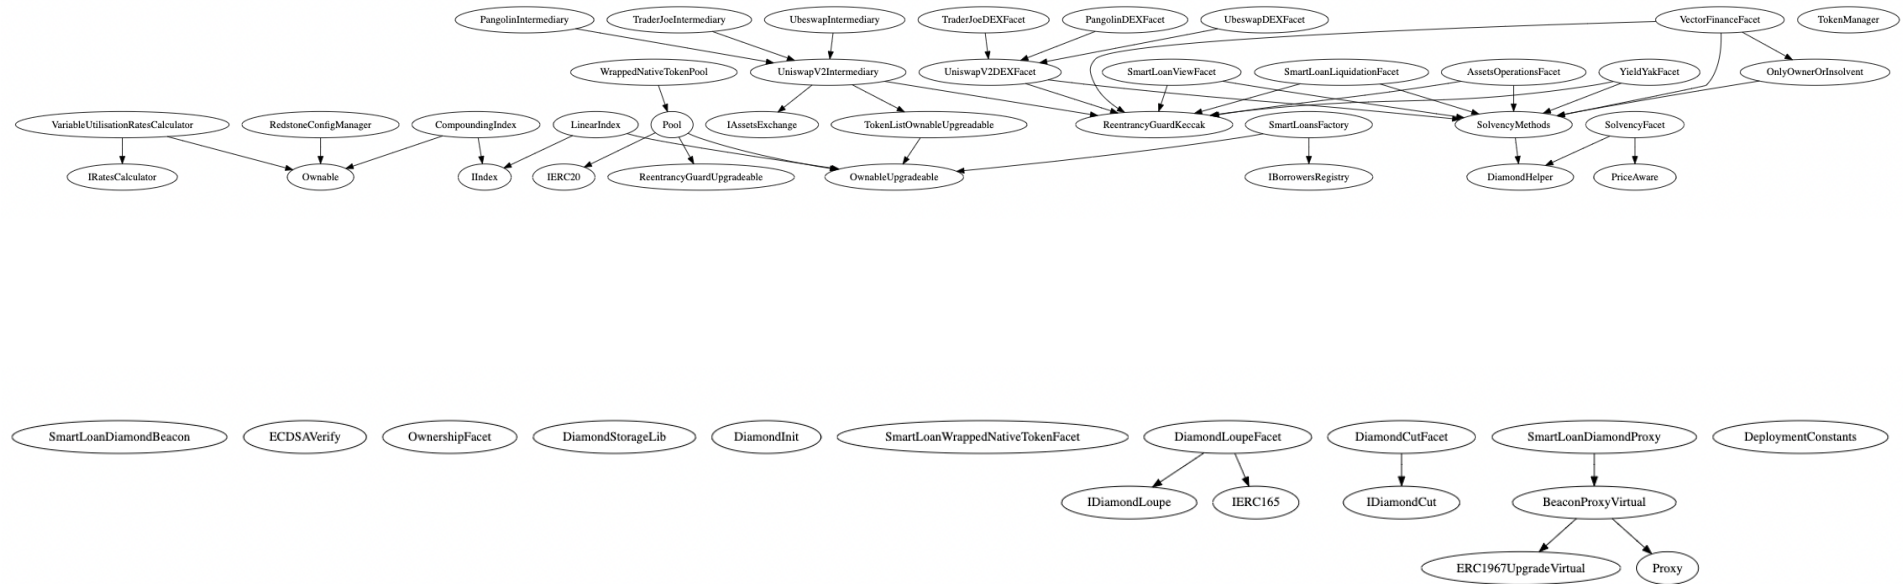 PangolinIntermediary
TraderJoeIntermediary
UbeswapIntermediary
TraderJoeDEXFacet
PangolinDEXFacet
UbeswapDEXFacet
VectorFinanceFacet
TokenManager
WrappedNativeTokenPool
UniswapV2Intermediary
UniswapV2DEXFacet
SmartLoanViewFacet
SmartLoanLiquidationFacet
AssetsOperationsFacet
YieldYakFacet
OnlyOwnerOrInsolvent
VariableUtilisationRatesCalculator
RedstoneConfigManager
CompoundingIndex
LinearIndex
Pool
IAssetsExchange
TokenListOwnableUpgreadable
ReentrancyGuardKeccak
SmartLoansFactory
SolvencyMethods
SolvencyFacet
IRatesCalculator
Ownable
IIndex
IERC20
ReentrancyGuardUpgradeable
OwnableUpgradeable
IBorrowersRegistry
DiamondHelper
PriceAware
SmartLoanDiamondBeacon
ECDSAVerify
OwnershipFacet
DiamondStorageLib
DiamondInit
SmartLoanWrappedNativeTokenFacet
DiamondLoupeFacet
DiamondCutFacet
SmartLoanDiamondProxy
DeploymentConstants
IDiamondLoupe
IERC165
IDiamondCut
BeaconProxyVirtual
ERC1967UpgradeVirtual
Proxy